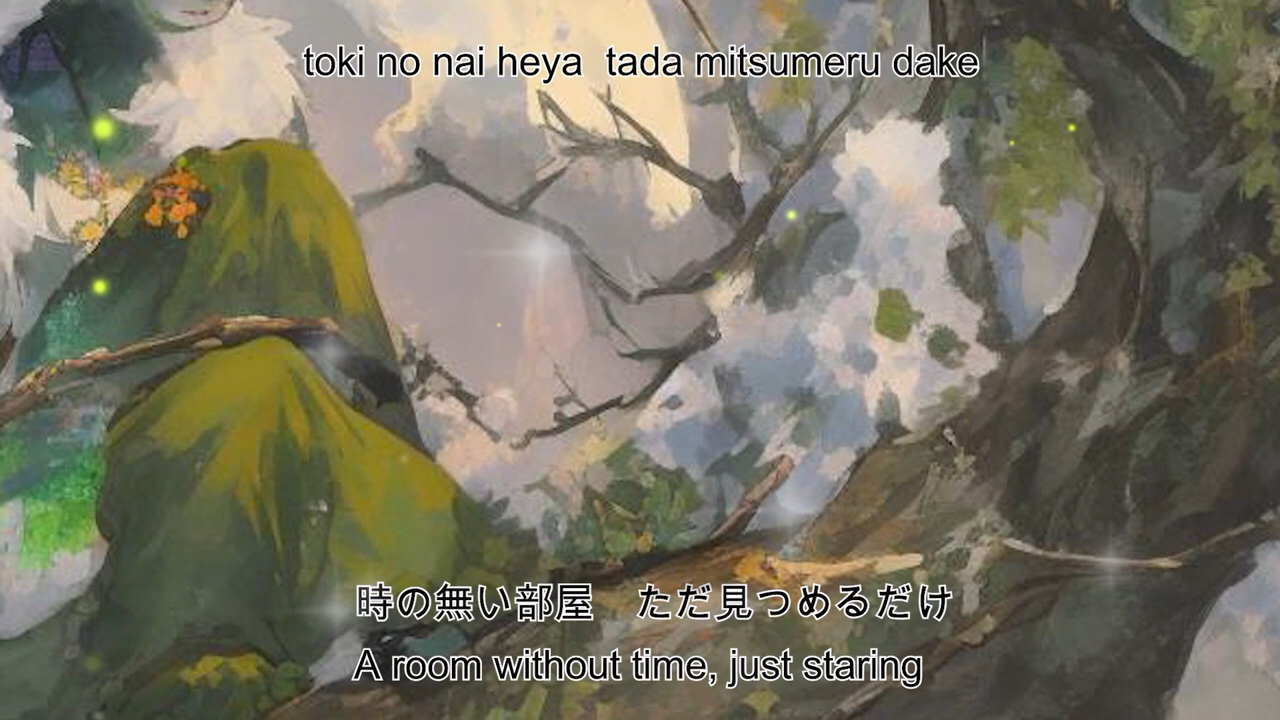 toki no nai heya  tada mitsumeru dake
時の無い部屋　ただ見つめるだけ
A room without time, just staring